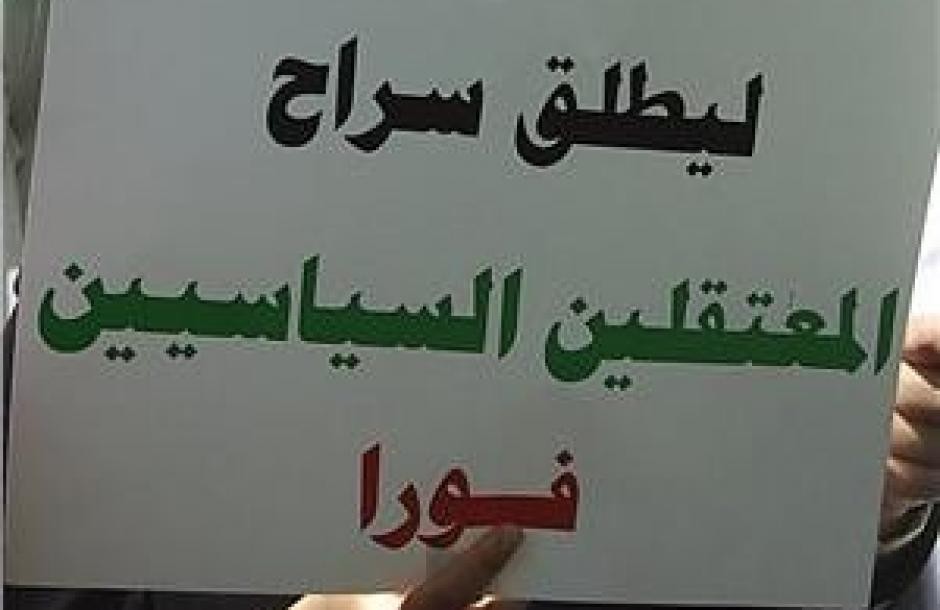 ليطلق سراح
المعتقلين السياسيين
فورا